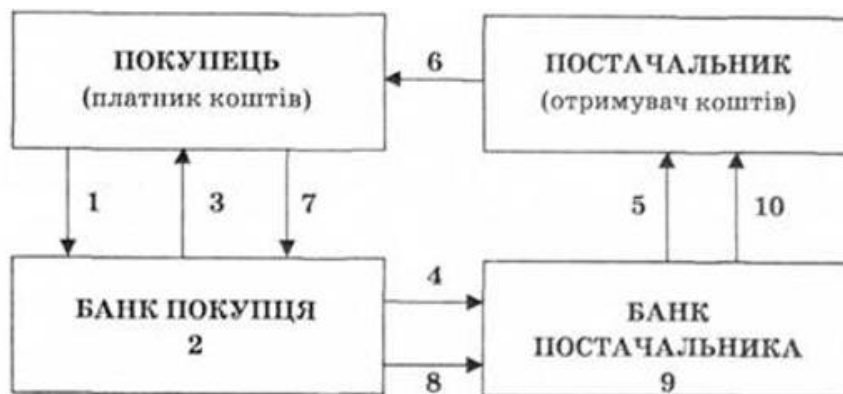 ПОКУПЕЦЬ
(платник коштів)
6
ПОСТАЧАЛЬНИК
(отримувач коштів)
1
3
7
5
10
БАНК ПОКУПЦЯ
2
4
8
БАНК
ПОСТАЧАЛЬНИКА
9